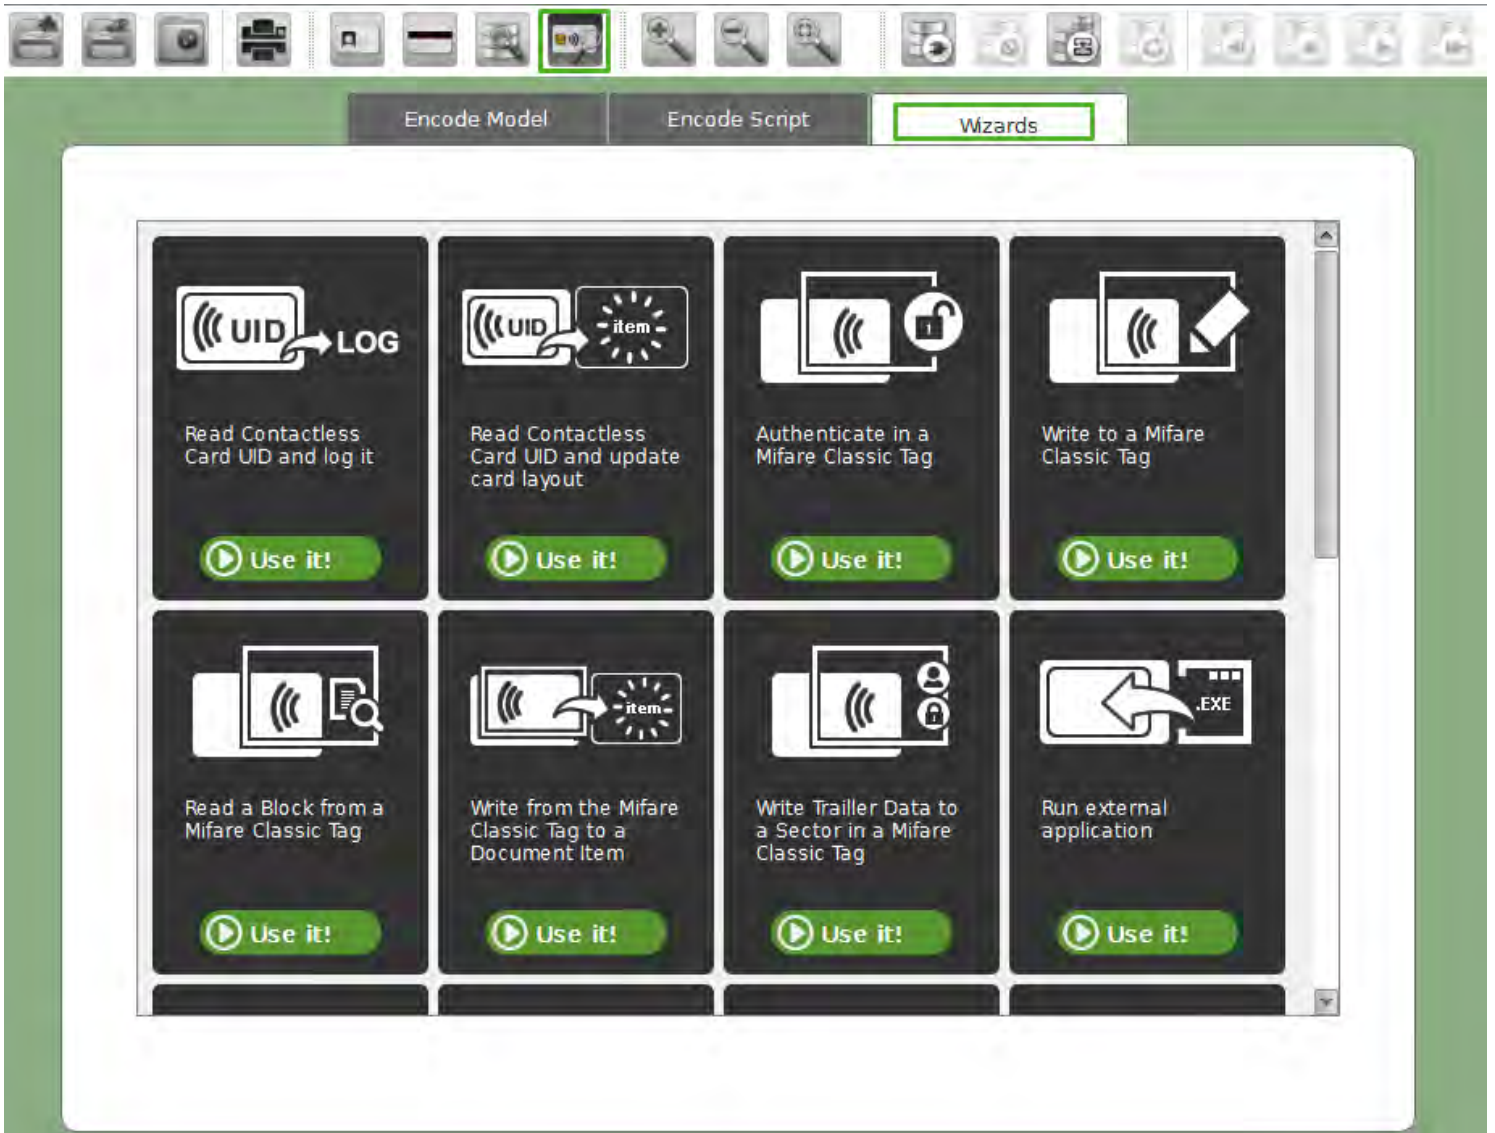 Encode Model
Encode Script
Wizards
UID
LOG
UID
item
Read Contactless
Card UID and log it
Read Contactless
Card UID and update
card layout
Authenticate in a
Mifare Classic Tag
Write to a Mifare
Classic Tag
Use it!
Use it!
Use it!
Use it!
item
.EXE
Read a Block from a
Mifare Classic Tag
Write from the Mifare
Classic Tag to a
Document Item
Write Trailler Data to
a Sector in a Mifare
Classic Tag
Run external
application
Use it!
Use it!
Use it!
Use it!